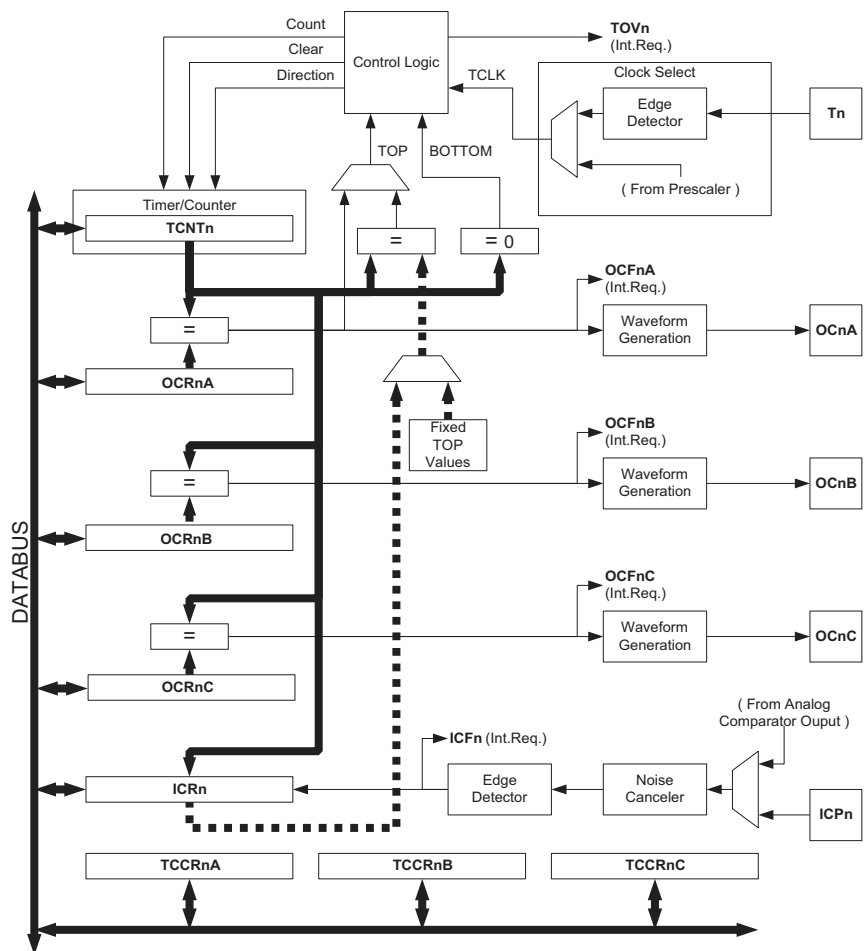 Count
Clear
Direction
Control Logic
TOVn
(Int.Req.)
TCLK
Clock Select
Edge
Detector
Tn
( From Prescaler )
TOP
BOTTOM
Timer/Counter
TCNTn
=
= 0
=
OCRnA
OCFnA
(Int.Req.)
Waveform
Generation
OCnA
Fixed
TOP
Values
=
OCRnB
OCFnB
(Int.Req.)
Waveform
Generation
OCnB
DATABUS
=
OCRnC
OCFnC
(Int.Req.)
Waveform
Generation
OCnC
( From Analog
Comparator Ouput )
ICFn (Int.Req.)
ICRn
Edge
Detector
Noise
Canceler
ICPn
TCCRnA
TCCRnB
TCCRnC